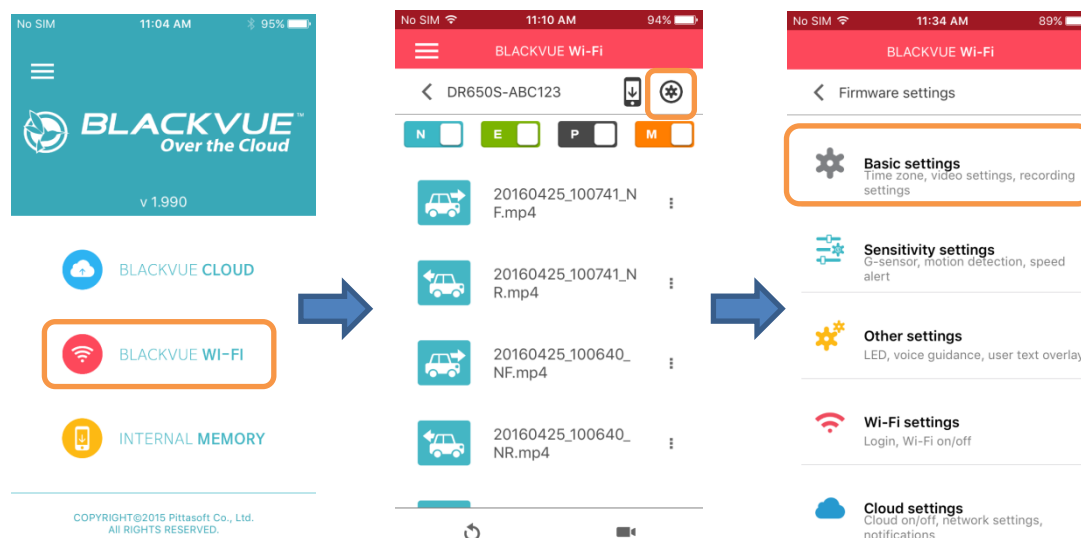 No SIM 11:04 AM 95%
BLACKVUE™
Over the Cloud
v 1.990
BLACKVUE CLOUD
BLACKVUE WI-FI
INTERNAL MEMORY
COPYRIGHT©2015 Pittasoft Co., Ltd.
All RIGHTS RESERVED.
No SIM 11:10 AM 94%
BLACKVUE Wi-Fi
DR650S-ABC123
N E P M
20160425_100741_N
F.mp4
20160425_100741_N
R.mp4
20160425_100640_
NF.mp4
20160425_100640_
NR.mp4
No SIM 11:34 AM 89%
BLACKVUE Wi-Fi
Firmware settings
Basic settings
Time zone, video settings, recording
settings
Sensitivity settings
G-sensor, motion detection, speed
alert
Other settings
LED, voice guidance, user text overlay
Wi-Fi settings
Login, Wi-Fi on/off
Cloud settings
Cloud on/off, network settings,
notifications